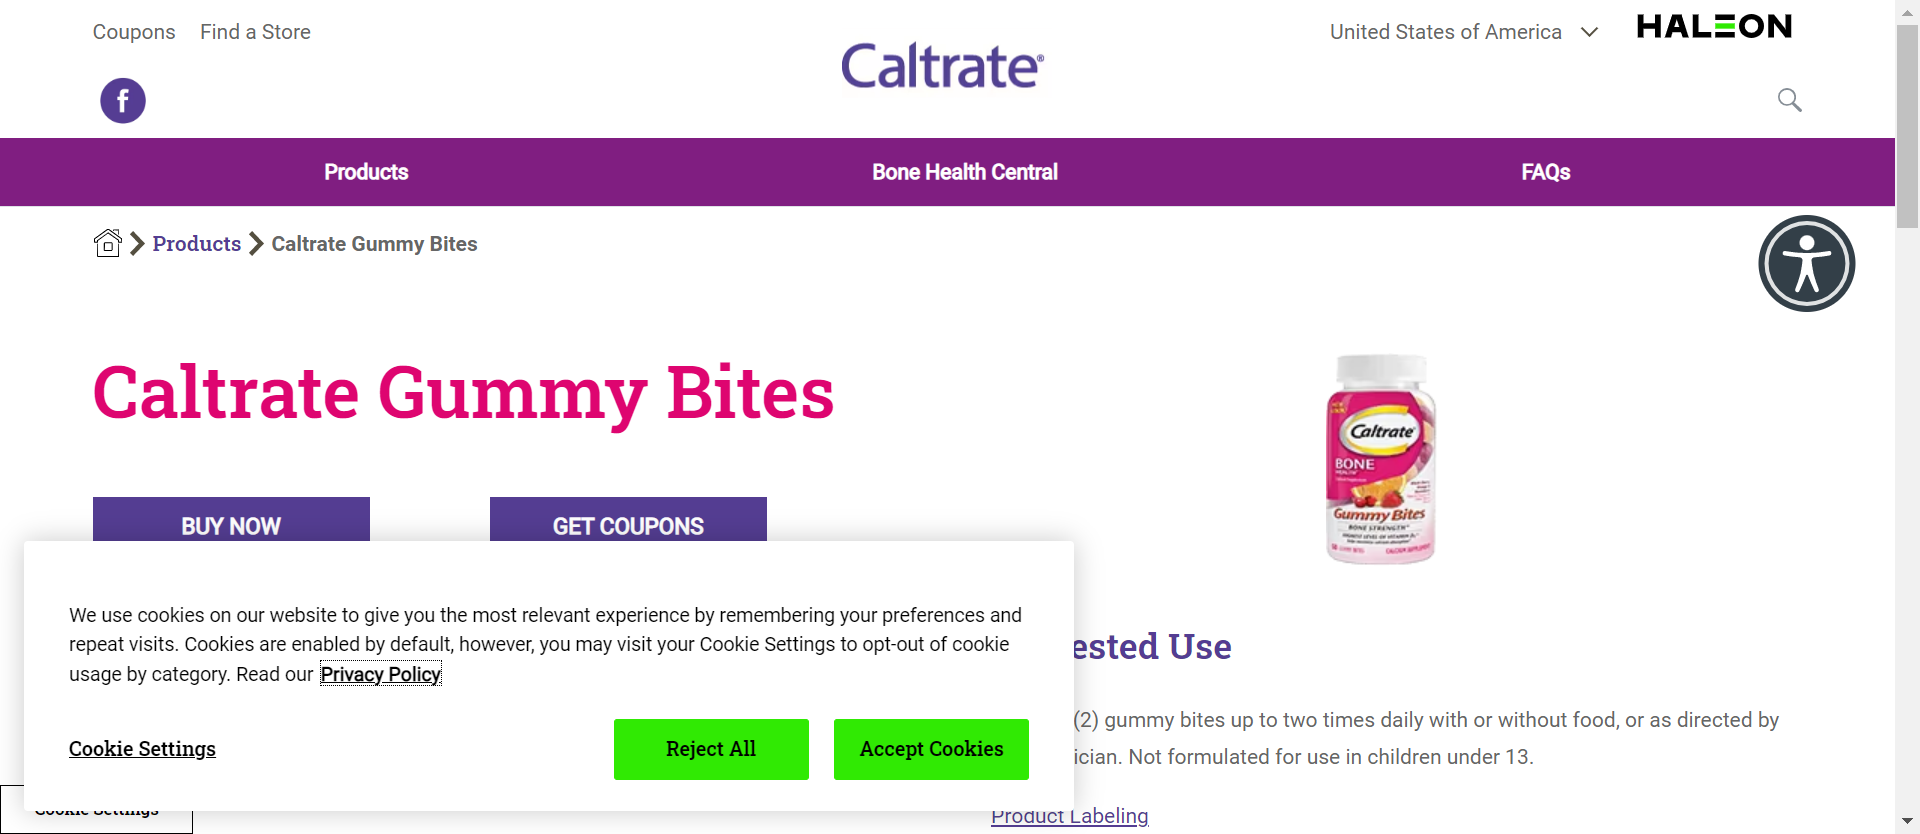 Coupons
Find a Store
United States of America
HALEON
Caltrate®
f
Products
Bone Health Central
FAQs
Products
Caltrate Gummy Bites
Caltrate Gummy Bites
Caltrate
BONE
Gummy Bites
BONE STRENGTH
BUY NOW
GET COUPONS
We use cookies on our website to give you the most relevant experience by remembering your preferences and
repeat visits. Cookies are enabled by default, however, you may visit your Cookie Settings to opt-out of cookie
usage by category. Read our Privacy Policy
Cookie Settings
Reject All
Accept Cookies
ested Use
(2) gummy bites up to two times daily with or without food, or as directed by
ician. Not formulated for use in children under 13.
Product Labeling
Cookie Settings